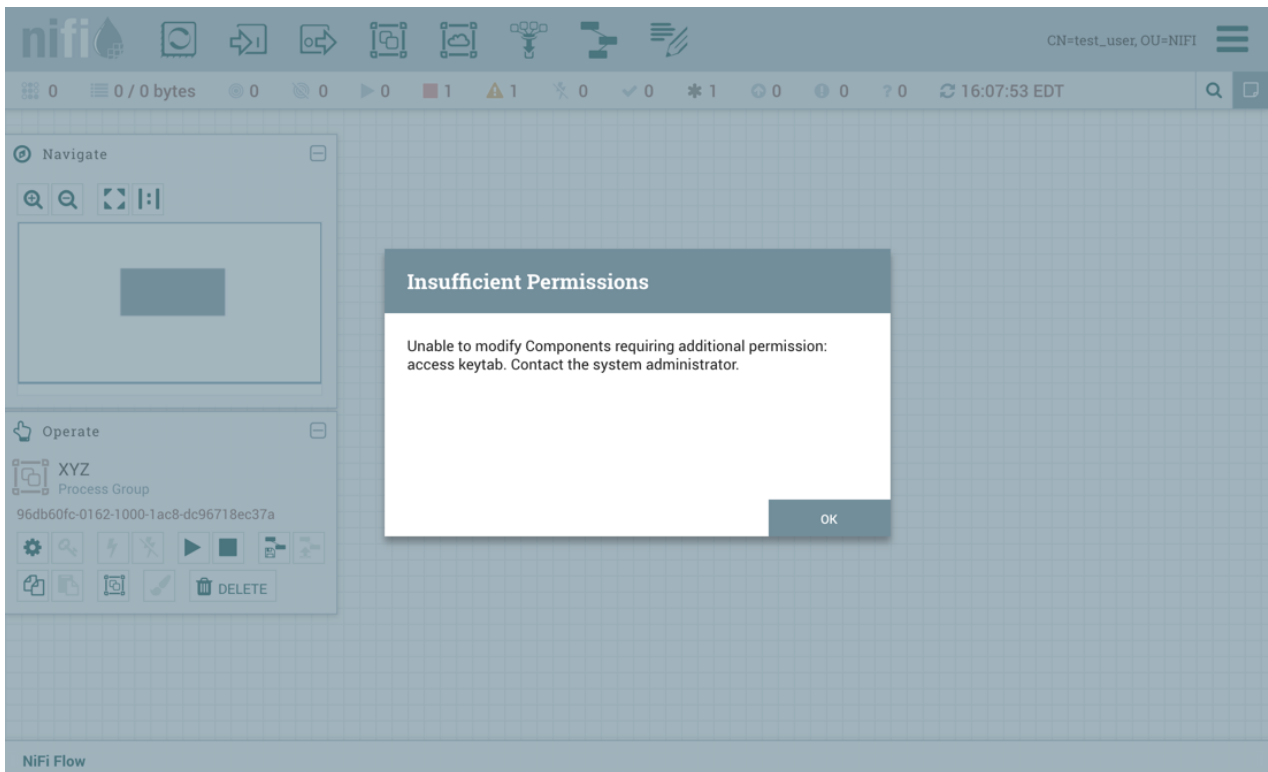 nifi
CN=test_user, OU=NIFI
0 0 / 0 bytes 0 0 0 1 1 0 0 1 0 0 ? 0 16:07:53 EDT
Navigate
Insufficient Permissions
Unable to modify Components requiring additional permission:
access keytab. Contact the system administrator.
OK
Operate
XYZ
Process Group
96db60fc-0162-1000-1ac8-dc96718ec37a
DELETE
NiFi Flow